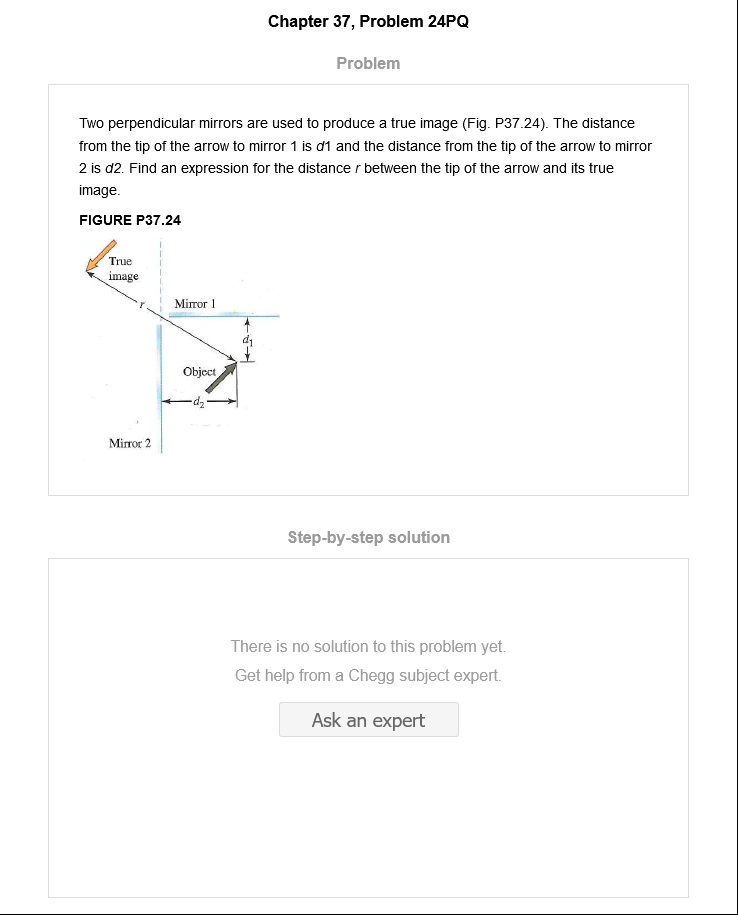 Chapter 37, Problem 24PQ
Problem
Two perpendicular mirrors are used to produce a true image (Fig. P37.24). The distance
from the tip of the arrow to mirror 1 is d1 and the distance from the tip of the arrow to mirror
2 is d2. Find an expression for the distance r between the tip of the arrow and its true
image.
FIGURE P37.24
True
image
r
Mirror 1
d₁
Object
d₂
Mirror 2
Step-by-step solution
There is no solution to this problem yet.
Get help from a Chegg subject expert.
Ask an expert